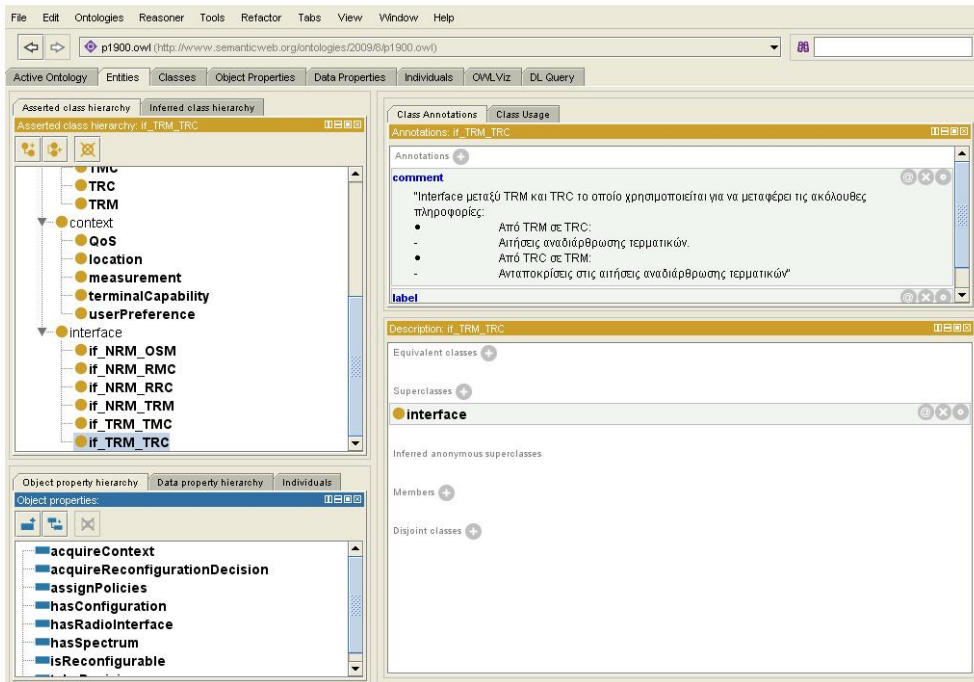 File Edit Ontologies Reasoner Tools Refactor Tabs View Window Help
p1900.owl (http://www.semanticweb.org/ontologies/2009/8/p1900.owl)
Active Ontology Entities Classes Object Properties Data Properties Individuals OWLViz DL Query
Asserted class hierarchy Inferred class hierarchy
Asserted class hierarchy: if_TRM_TRC
TMC
TRC
TRM
context
QoS
location
measurement
terminalCapability
userPreference
interface
if_NRM_OSM
if_NRM_RMC
if_NRM_RRC
if_NRM_TRM
if_TRM_TMC
if_TRM_TRC
Object property hierarchy Data property hierarchy Individuals
Object properties:
acquireContext
acquireReconfigurationDecision
assignPolicies
hasConfiguration
hasRadioInterface
hasSpectrum
isReconfigurable
Class Annotations Class Usage
Annotations: if_TRM_TRC
Annotations
comment
"Interface μεταξύ TRM και TRC το οποίο χρησιμοποιείται για να μεταφέρει τις ακόλουθες
πληροφορίες:
● Από TRM σε TRC:
- Αιτήσεις αναδιάρθρωσης τερματικών.
● Από TRC σε TRM:
- Ανταποκρίσεις στις αιτήσεις αναδιάρθρωσης τερματικών"
label
Description: if_TRM_TRC
Equivalent classes
Superclasses
interface
Inferred anonymous superclasses
Members
Disjoint classes